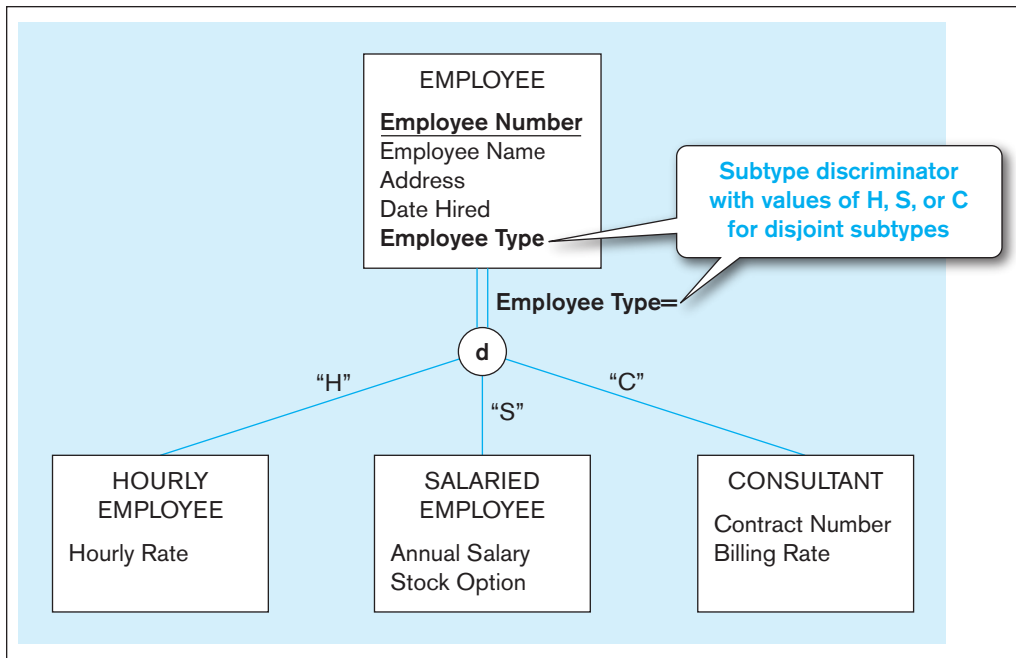 EMPLOYEE
Employee Number
Employee Name
Address
Date Hired
Employee Type
Subtype discriminator
with values of H, S, or C
for disjoint subtypes
Employee Type=
d
“H”
“S”
“C”
HOURLY
EMPLOYEE
Hourly Rate
SALARIED
EMPLOYEE
Annual Salary
Stock Option
CONSULTANT
Contract Number
Billing Rate